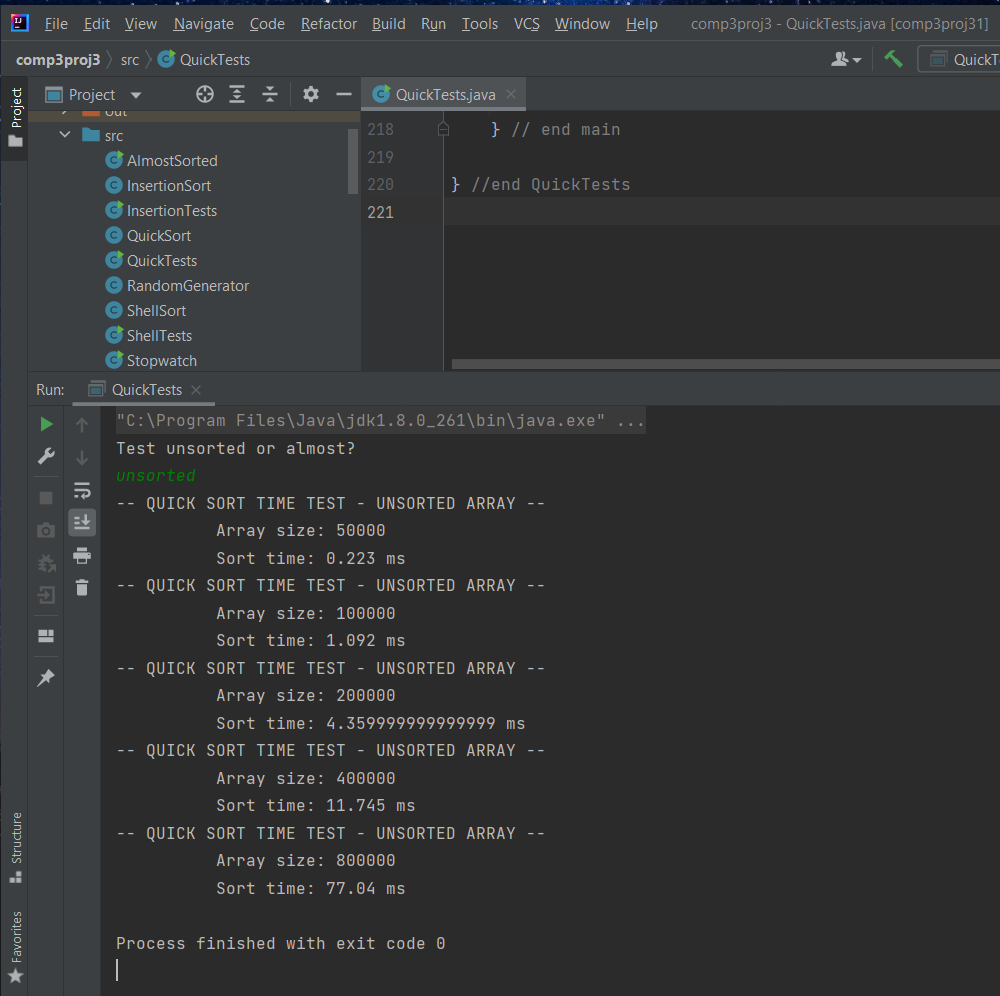 File Edit View Navigate Code Refactor Build Run Tools VCS Window Help comp3proj3 - QuickTests.java [comp3proj31]
comp3proj3 src QuickTests QuickT
Project
Project
QuickTests.java
out
src
AlmostSorted
InsertionSort
InsertionTests
QuickSort
QuickTests
RandomGenerator
ShellSort
ShellTests
Stopwatch
218 } // end main
219
220 } //end QuickTests
221
Run: QuickTests
"C:\Program Files\Java\jdk1.8.0_261\bin\java.exe" ...
Test unsorted or almost?
unsorted
-- QUICK SORT TIME TEST - UNSORTED ARRAY --
Array size: 50000
Sort time: 0.223 ms
-- QUICK SORT TIME TEST - UNSORTED ARRAY --
Array size: 100000
Sort time: 1.092 ms
-- QUICK SORT TIME TEST - UNSORTED ARRAY --
Array size: 200000
Sort time: 4.359999999999999 ms
-- QUICK SORT TIME TEST - UNSORTED ARRAY --
Array size: 400000
Sort time: 11.745 ms
-- QUICK SORT TIME TEST - UNSORTED ARRAY --
Array size: 800000
Sort time: 77.04 ms
Process finished with exit code 0
Structure
Favorites